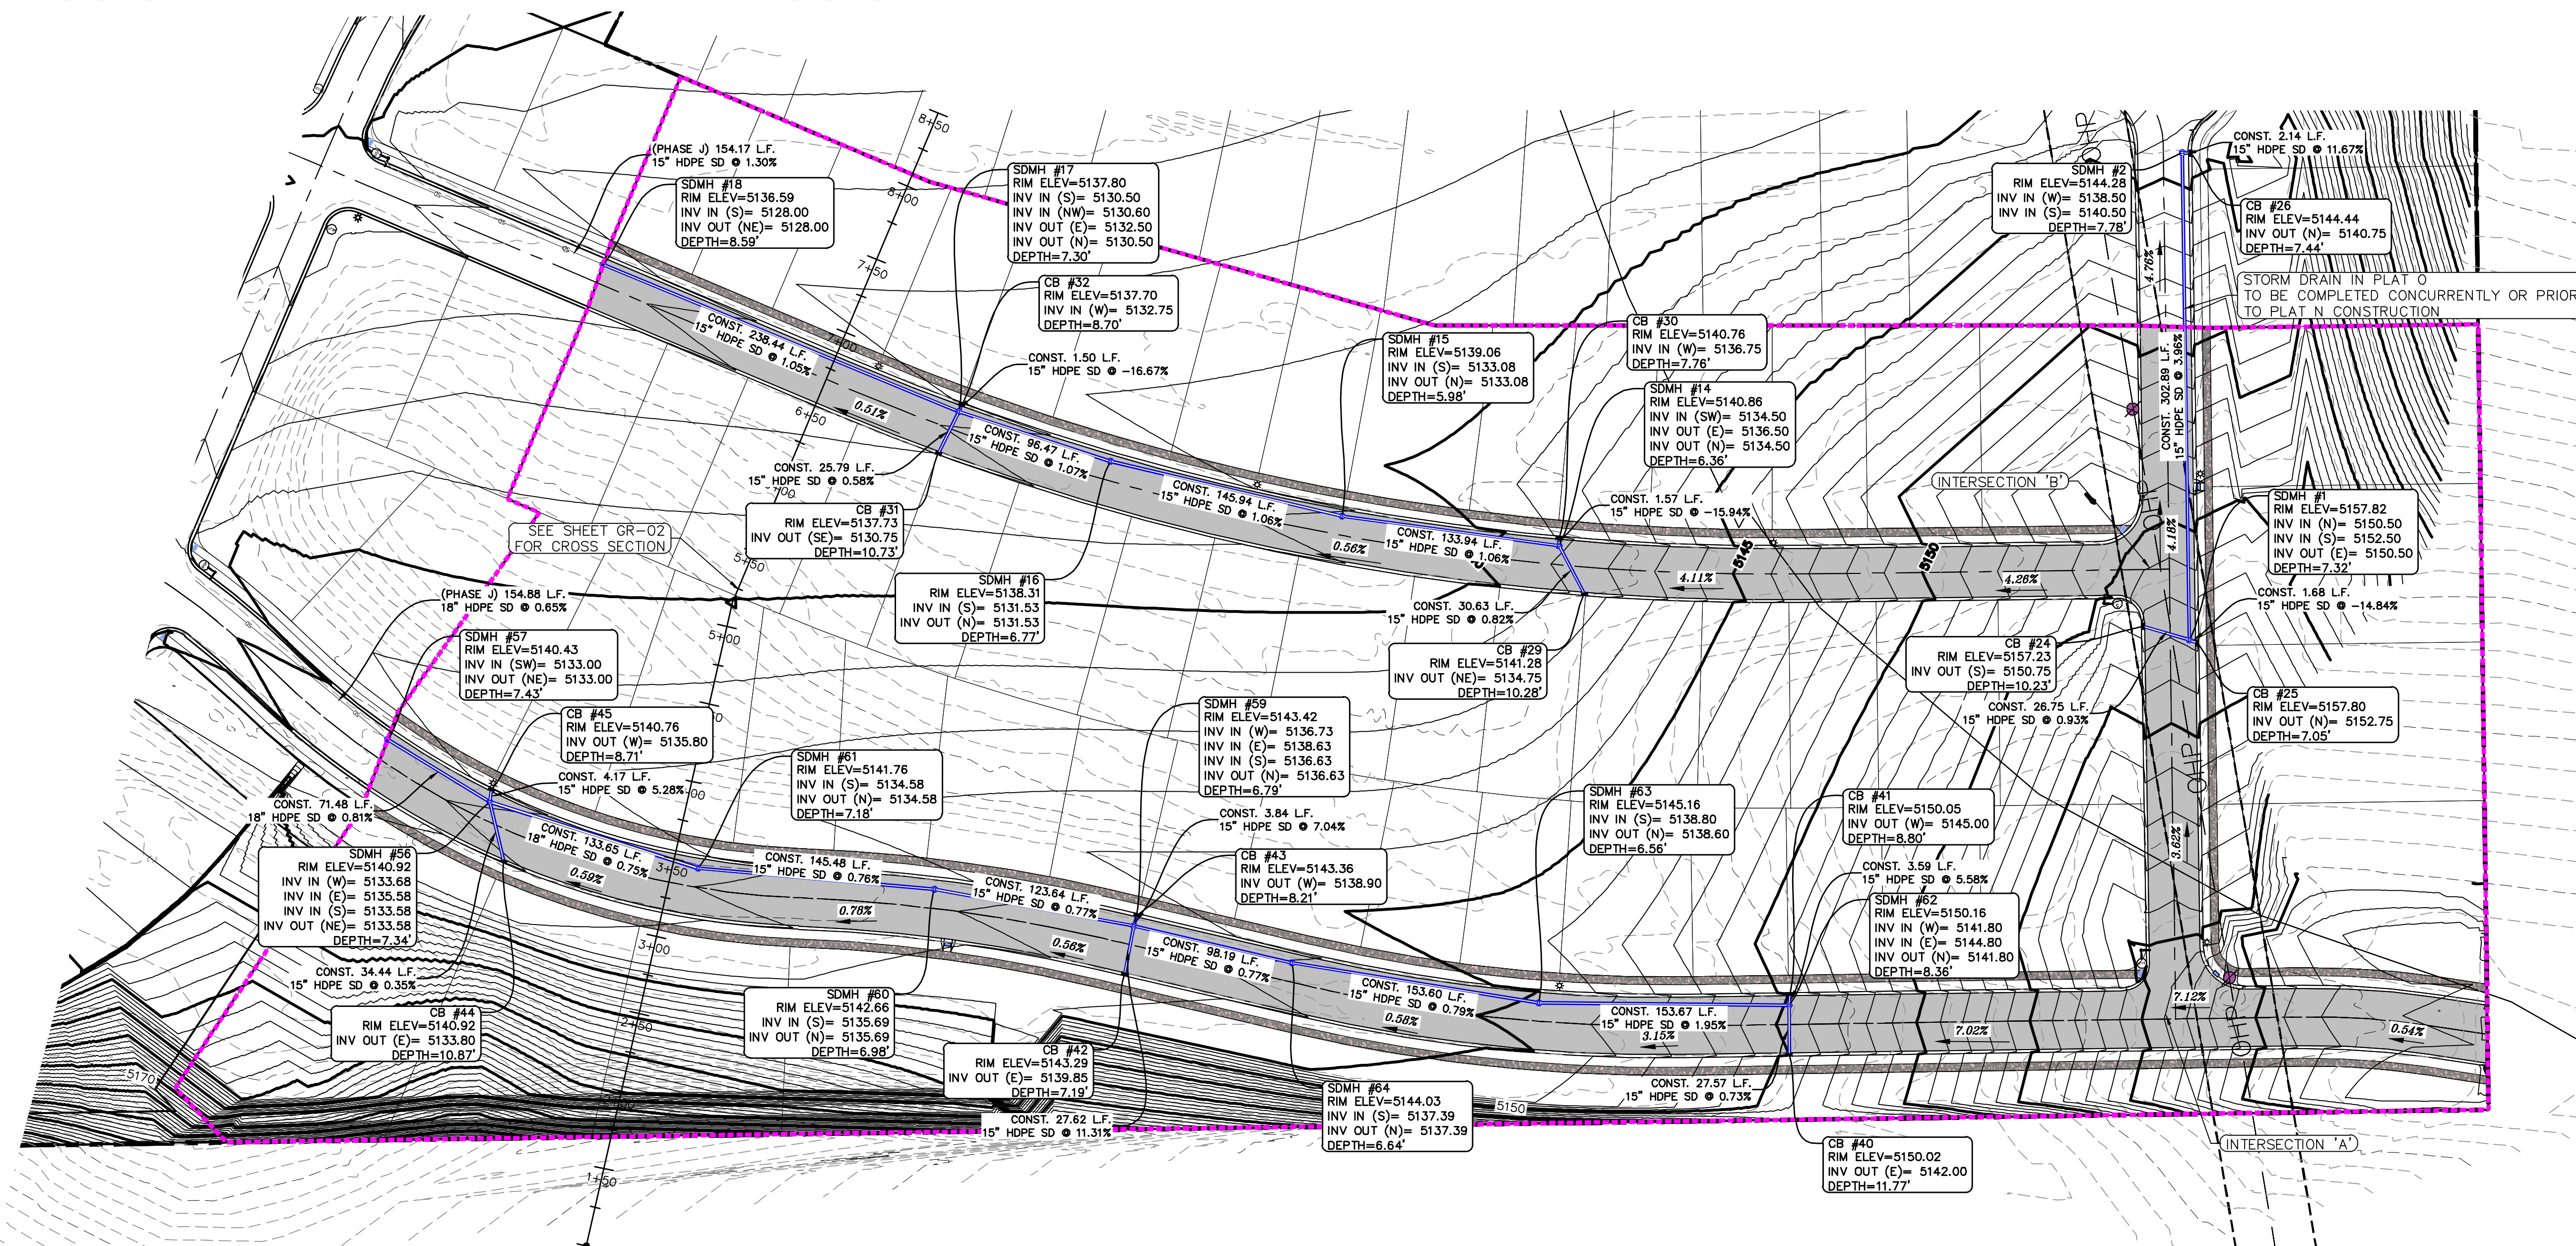 8+50
(PHASE J) 154.17 L.F.
15" HDPE SD @ 1.30%
SDMH #18
RIM ELEV=5136.59
INV IN (S)= 5128.00
INV OUT (NE)= 5128.00
DEPTH=8.59'
8+00
SDMH #17
RIM ELEV=5137.80
INV IN (S)= 5130.50
INV IN (NW)= 5130.60
INV OUT (E)= 5132.50
INV OUT (N)= 5130.50
DEPTH=7.30'
7+50
CB #32
RIM ELEV=5137.70
INV IN (W)= 5132.75
DEPTH=8.70'
CONST. 1.50 L.F.
15" HDPE SD @ -16.67%
CONST. 238.44 L.F.
15" HDPE SD @ 1.05%
7+00
0.51%
6+50
SDMH #15
RIM ELEV=5139.06
INV IN (S)= 5133.08
INV OUT (N)= 5133.08
DEPTH=5.98'
CB #30
RIM ELEV=5140.76
INV IN (W)= 5136.75
DEPTH=7.76'
SDMH #14
RIM ELEV=5140.86
INV IN (SW)= 5134.50
INV OUT (E)= 5136.50
INV OUT (N)= 5134.50
DEPTH=6.36'
SDMH #2
RIM ELEV=5144.28
INV IN (W)= 5138.50
INV IN (S)= 5140.50
DEPTH=7.78'
CONST. 2.14 L.F.
15" HDPE SD @ 11.67%
CB #26
RIM ELEV=5144.44
INV OUT (N)= 5140.75
DEPTH=7.44'
STORM DRAIN IN PLAT O
TO BE COMPLETED CONCURRENTLY OR PRIOR
TO PLAT N CONSTRUCTION
OHP
4.76%
CONST. 302.89 L.F.
15" HDPE SD @ 3.96%
CONST. 96.47 L.F.
15" HDPE SD @ 1.07%
CONST. 25.79 L.F.
15" HDPE SD @ 0.58%
CB #31
RIM ELEV=5137.73
INV OUT (SE)= 5130.75
DEPTH=10.73'
SEE SHEET GR-02
FOR CROSS SECTION
5+50
CONST. 145.94 L.F.
15" HDPE SD @ 1.06%
0.56%
CONST. 133.94 L.F.
15" HDPE SD @ 1.06%
CONST. 1.57 L.F.
15" HDPE SD @ -15.94%
5145
5150
4.11%
4.26%
INTERSECTION 'B'
4.18%
SDMH #1
RIM ELEV=5157.82
INV IN (N)= 5150.50
INV IN (S)= 5152.50
INV OUT (E)= 5150.50
DEPTH=7.32'
CONST. 1.68 L.F.
15" HDPE SD @ -14.84%
SDMH #16
RIM ELEV=5138.31
INV IN (S)= 5131.53
INV OUT (N)= 5131.53
DEPTH=6.77'
CONST. 30.63 L.F.
15" HDPE SD @ 0.82%
CB #29
RIM ELEV=5141.28
INV OUT (NE)= 5134.75
DEPTH=10.28'
CB #24
RIM ELEV=5157.23
INV OUT (S)= 5150.75
DEPTH=10.23'
CONST. 26.75 L.F.
15" HDPE SD @ 0.93%
CB #25
RIM ELEV=5157.80
INV OUT (N)= 5152.75
DEPTH=7.05'
OHP
(PHASE J) 154.88 L.F.
18" HDPE SD @ 0.65%
SDMH #57
RIM ELEV=5140.43
INV IN (SW)= 5133.00
INV OUT (NE)= 5133.00
DEPTH=7.43'
5+00
CB #45
RIM ELEV=5140.76
INV OUT (W)= 5135.80
DEPTH=8.71'
CONST. 4.17 L.F.
15" HDPE SD @ 5.28%
SDMH #61
RIM ELEV=5141.76
INV IN (S)= 5134.58
INV OUT (N)= 5134.58
DEPTH=7.18'
SDMH #59
RIM ELEV=5143.42
INV IN (W)= 5136.73
INV IN (E)= 5138.63
INV IN (S)= 5136.63
INV OUT (N)= 5136.63
DEPTH=6.79'
CONST. 3.84 L.F.
15" HDPE SD @ 7.04%
CB #43
RIM ELEV=5143.36
INV OUT (W)= 5138.90
DEPTH=8.21'
SDMH #63
RIM ELEV=5145.16
INV IN (S)= 5138.80
INV OUT (N)= 5138.60
DEPTH=6.56'
CB #41
RIM ELEV=5150.05
INV OUT (W)= 5145.00
DEPTH=8.80'
CONST. 3.59 L.F.
15" HDPE SD @ 5.58%
SDMH #62
RIM ELEV=5150.16
INV IN (W)= 5141.80
INV IN (E)= 5144.80
INV OUT (N)= 5141.80
DEPTH=8.36'
3.62%
CONST. 71.48 L.F.
18" HDPE SD @ 0.81%
SDMH #56
RIM ELEV=5140.92
INV IN (W)= 5133.68
INV IN (E)= 5135.58
INV IN (S)= 5133.58
INV OUT (NE)= 5133.58
DEPTH=7.34'
CONST. 133.65 L.F.
18" HDPE SD @ 0.75%
0.59%
3+50
CONST. 145.48 L.F.
15" HDPE SD @ 0.76%
0.76%
CONST. 123.64 L.F.
15" HDPE SD @ 0.77%
0.56%
CONST. 98.19 L.F.
15" HDPE SD @ 0.77%
CONST. 153.60 L.F.
15" HDPE SD @ 0.79%
0.58%
CONST. 153.67 L.F.
15" HDPE SD @ 1.95%
3.15%
7.02%
7.12%
OHP
0.54%
3+00
CONST. 34.44 L.F.
15" HDPE SD @ 0.35%
CB #44
RIM ELEV=5140.92
INV OUT (E)= 5133.80
DEPTH=10.87'
2+50
SDMH #60
RIM ELEV=5142.66
INV IN (S)= 5135.69
INV OUT (N)= 5135.69
DEPTH=6.98'
CB #42
RIM ELEV=5143.29
INV OUT (E)= 5139.85
DEPTH=7.19'
CONST. 27.62 L.F.
15" HDPE SD @ 11.31%
SDMH #64
RIM ELEV=5144.03
INV IN (S)= 5137.39
INV OUT (N)= 5137.39
DEPTH=6.64'
5150
CONST. 27.57 L.F.
15" HDPE SD @ 0.73%
CB #40
RIM ELEV=5150.02
INV OUT (E)= 5142.00
DEPTH=11.77'
INTERSECTION 'A'
5170
1+50